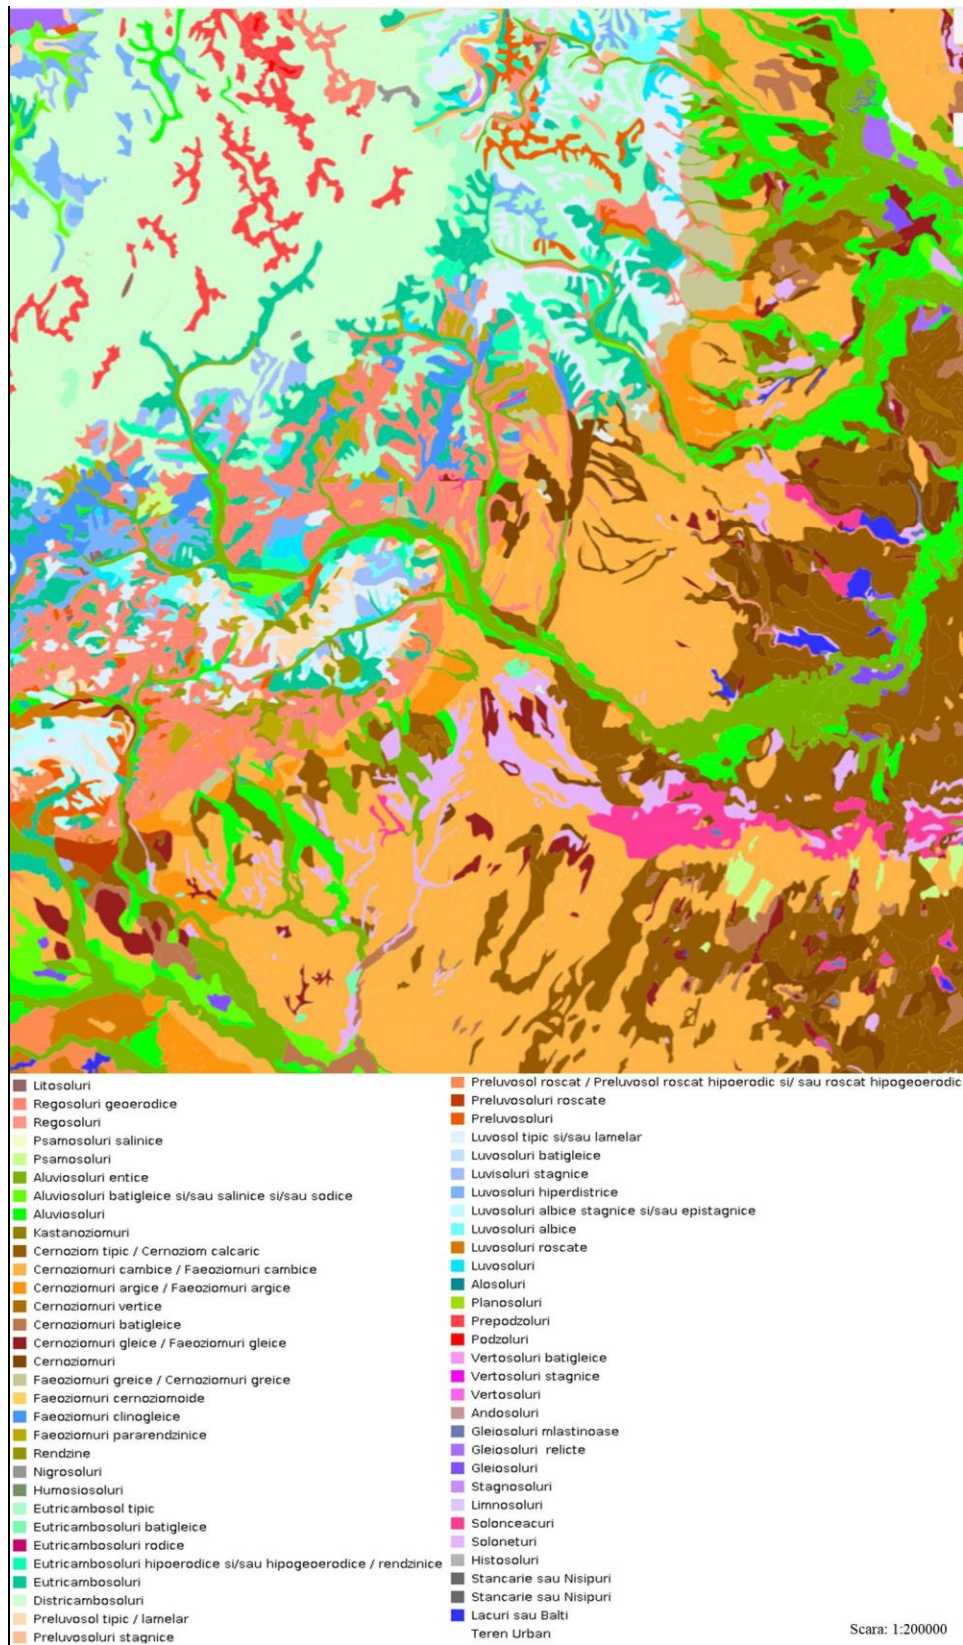 Litosoluri
Regosoluri geoerodice
Regosoluri
Psamosoluri salinice
Psamosoluri
Aluviosoluri entice
Aluviosoluri batigleice si/sau salinice si/sau sodice
Aluviosoluri
Kastanoziomuri
Cernoziom tipic / Cernoziom calcaric
Cernoziomuri cambice / Faeoziomuri cambice
Cernoziomuri argice / Faeoziomuri argice
Cernoziomuri vertice
Cernoziomuri batigleice
Cernoziomuri gleice / Faeoziomuri gleice
Cernoziomuri
Faeoziomuri greice / Cernoziomuri greice
Faeoziomuri cernoziomoide
Faeoziomuri clinogleice
Faeoziomuri pararendzinice
Rendzine
Nigrosoluri
Humosiosoluri
Eutricambosol tipic
Eutricambosoluri batigleice
Eutricambosoluri rodice
Eutricambosoluri hipoerodice si/sau hipogeoerodice / rendzinice
Eutricambosoluri
Districambosoluri
Preluvosol tipic / lamelar
Preluvosoluri stagnice
Preluvosol roscat / Preluvosol roscat hipoerodic si/ sau roscat hipogeoerodic
Preluvosoluri roscate
Preluvosoluri
Luvosol tipic si/sau lamelar
Luvosoluri batigleice
Luvisoluri stagnice
Luvosoluri hiperdistrice
Luvosoluri albice stagnice si/sau epistagnice
Luvosoluri albice
Luvosoluri roscate
Luvosoluri
Alosoluri
Planosoluri
Prepodzoluri
Podzoluri
Vertosoluri batigleice
Vertosoluri stagnice
Vertosoluri
Andosoluri
Gleiosoluri mlastinoase
Gleiosoluri relicte
Gleiosoluri
Stagnosoluri
Limnosoluri
Solonceacuri
Soloneturi
Histosoluri
Stancarie sau Nisipuri
Stancarie sau Nisipuri
Lacuri sau Balti
Teren Urban
Scara: 1:200000